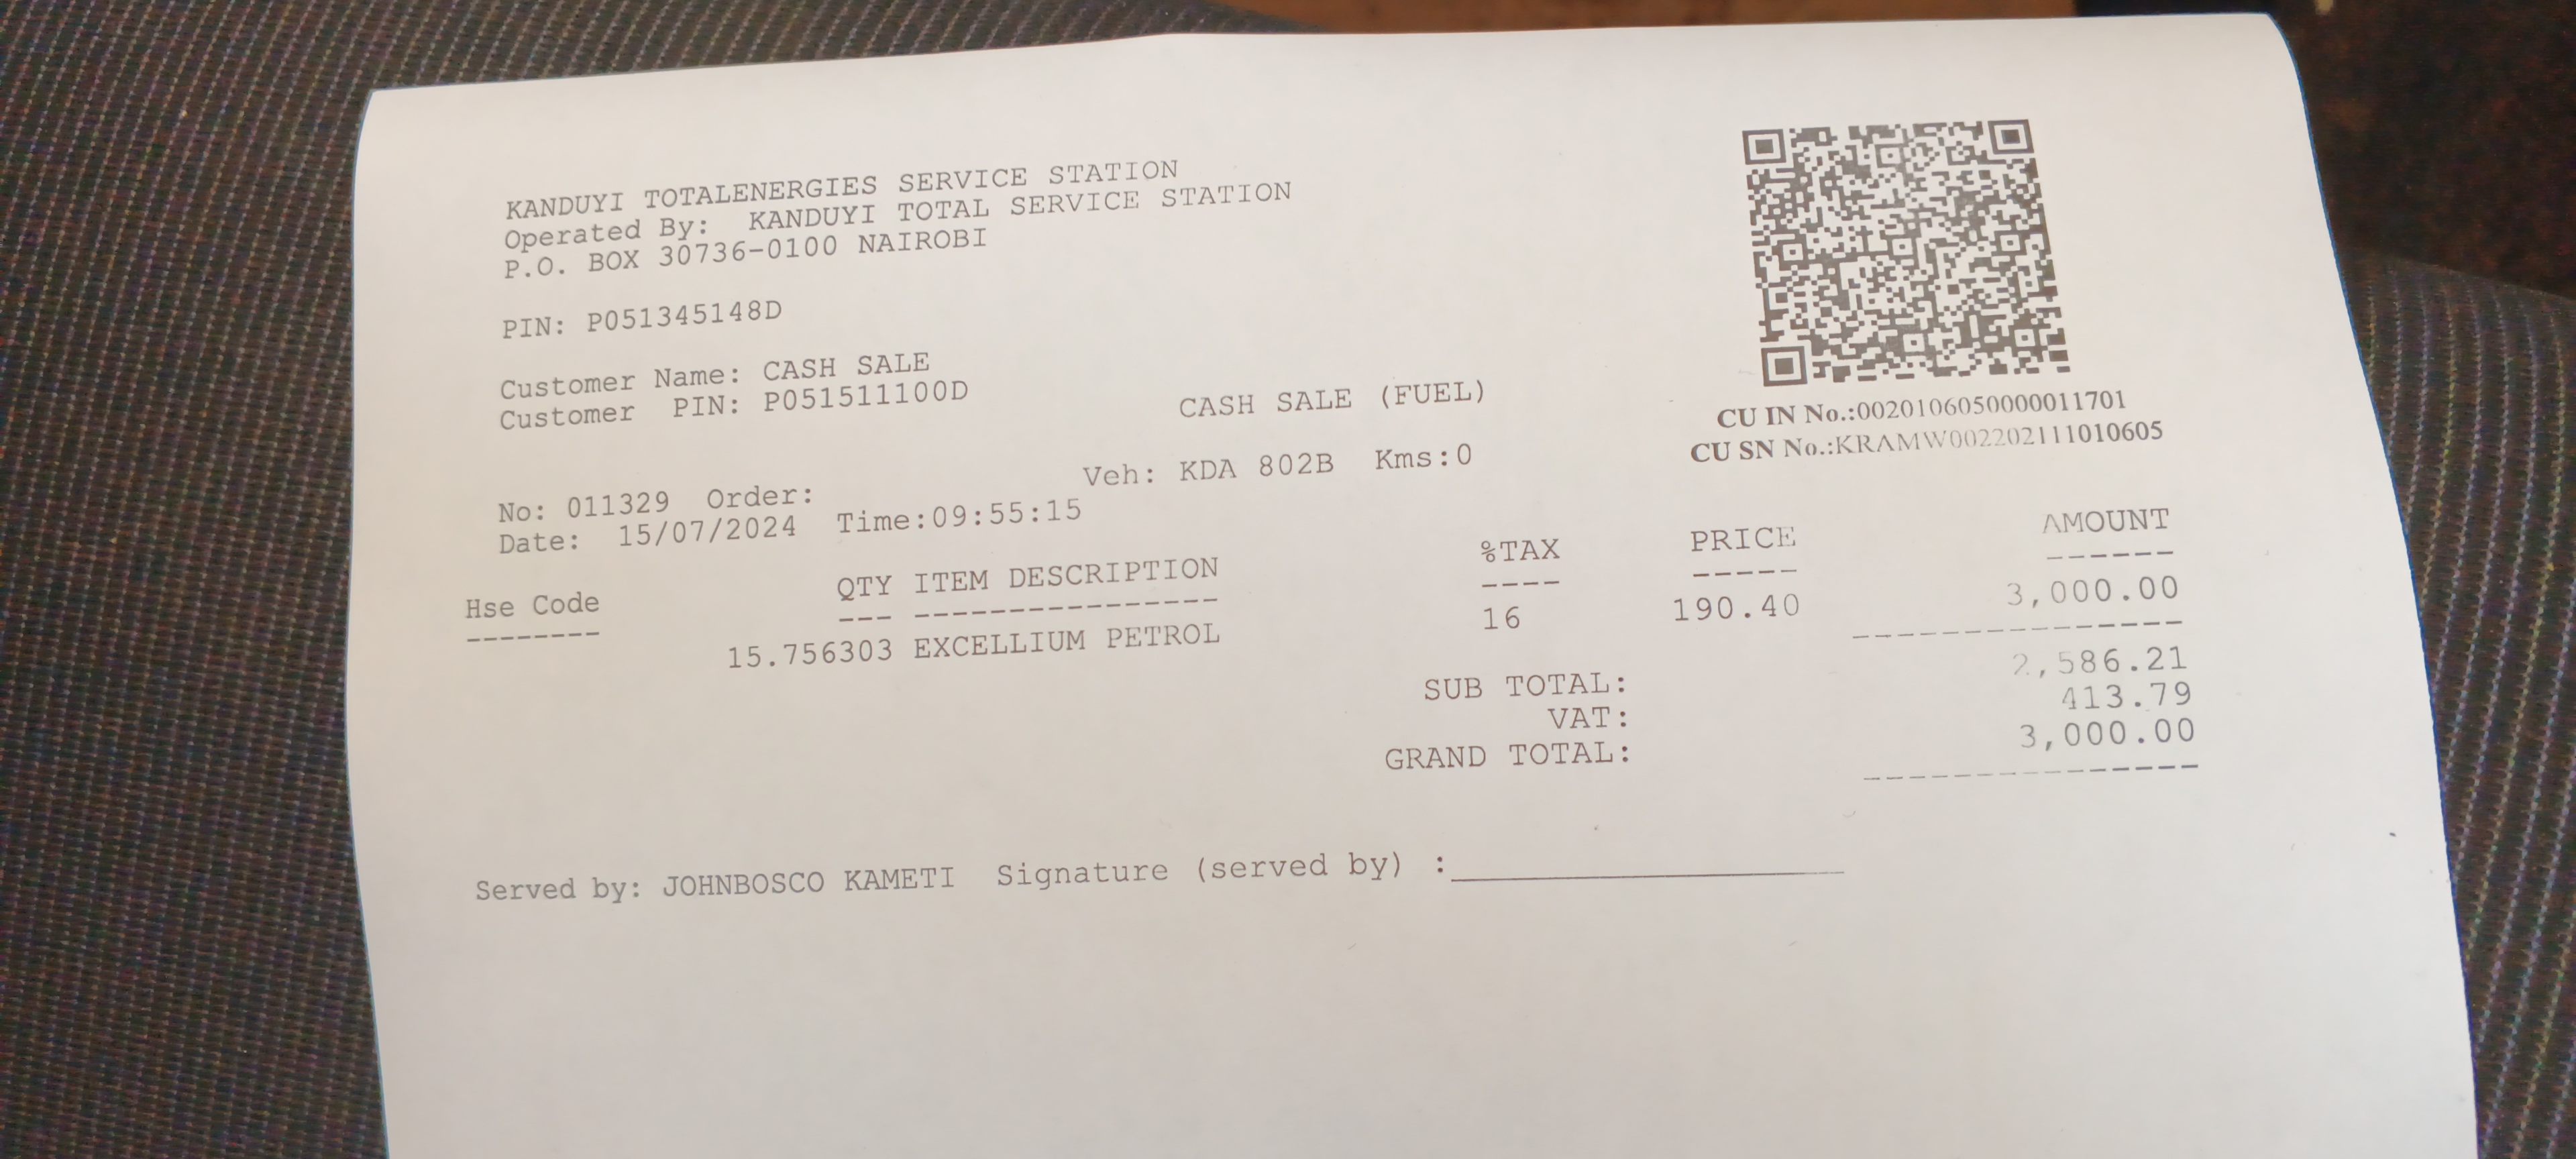 KANDUYI TOTALENERGIES SERVICE STATION
Operated By: KANDUYI TOTAL SERVICE STATION
P.O. BOX 30736-0100 NAIROBI
PIN: P051345148D
Customer Name: CASH SALE
Customer PIN: P051511100D
CASH SALE (FUEL)
CU IN No.:0020106050000011701
CU SN No.:KRAMW002202111010605
No: 011329 Order:
Veh: KDA 802B Kms:0
Date: 15/07/2024 Time:09:55:15
Hse Code QTY ITEM DESCRIPTION %TAX PRICE AMOUNT
-------- --- --------------- ---- ----- ------
15.756303 EXCELLIUM PETROL 16 190.40 3,000.00
SUB TOTAL: 2,586.21
VAT: 413.79
GRAND TOTAL: 3,000.00
Served by: JOHNBOSCO KAMETI Signature (served by) :